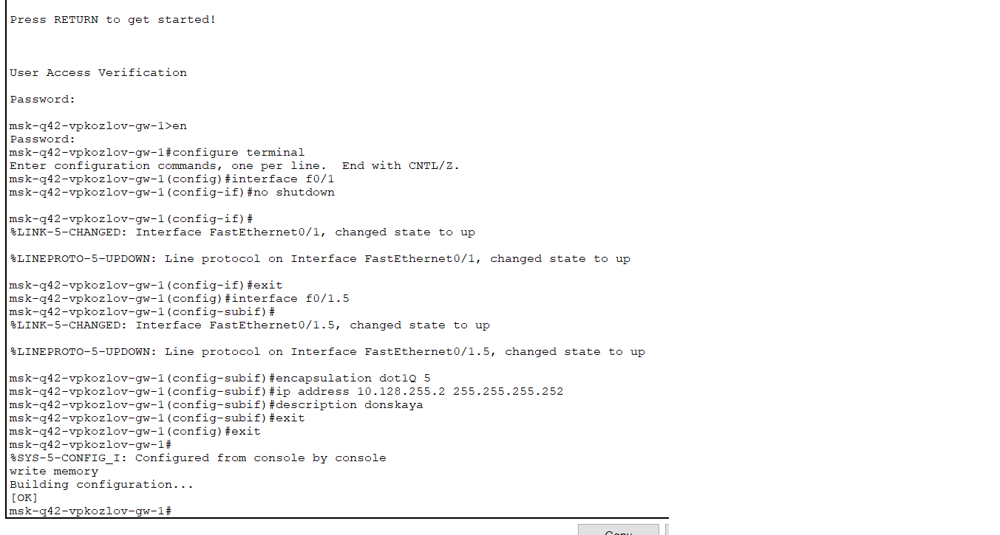 Press RETURN to get started!
User Access Verification
Password:
msk-q42-vpkozlov-gw-1>en
Password:
msk-q42-vpkozlov-gw-1#configure terminal
Enter configuration commands, one per line.  End with CNTL/Z.
msk-q42-vpkozlov-gw-1(config)#interface f0/1
msk-q42-vpkozlov-gw-1(config-if)#no shutdown
msk-q42-vpkozlov-gw-1(config-if)#
%LINK-5-CHANGED: Interface FastEthernet0/1, changed state to up
%LINEPROTO-5-UPDOWN: Line protocol on Interface FastEthernet0/1, changed state to up
msk-q42-vpkozlov-gw-1(config-if)#exit
msk-q42-vpkozlov-gw-1(config)#interface f0/1.5
msk-q42-vpkozlov-gw-1(config-subif)#
%LINK-5-CHANGED: Interface FastEthernet0/1.5, changed state to up
%LINEPROTO-5-UPDOWN: Line protocol on Interface FastEthernet0/1.5, changed state to up
msk-q42-vpkozlov-gw-1(config-subif)#encapsulation dot1Q 5
msk-q42-vpkozlov-gw-1(config-subif)#ip address 10.128.255.2 255.255.255.252
msk-q42-vpkozlov-gw-1(config-subif)#description donskaya
msk-q42-vpkozlov-gw-1(config-subif)#exit
msk-q42-vpkozlov-gw-1(config)#exit
msk-q42-vpkozlov-gw-1#
%SYS-5-CONFIG_I: Configured from console by console
write memory
Building configuration...
[OK]
msk-q42-vpkozlov-gw-1#
Copy